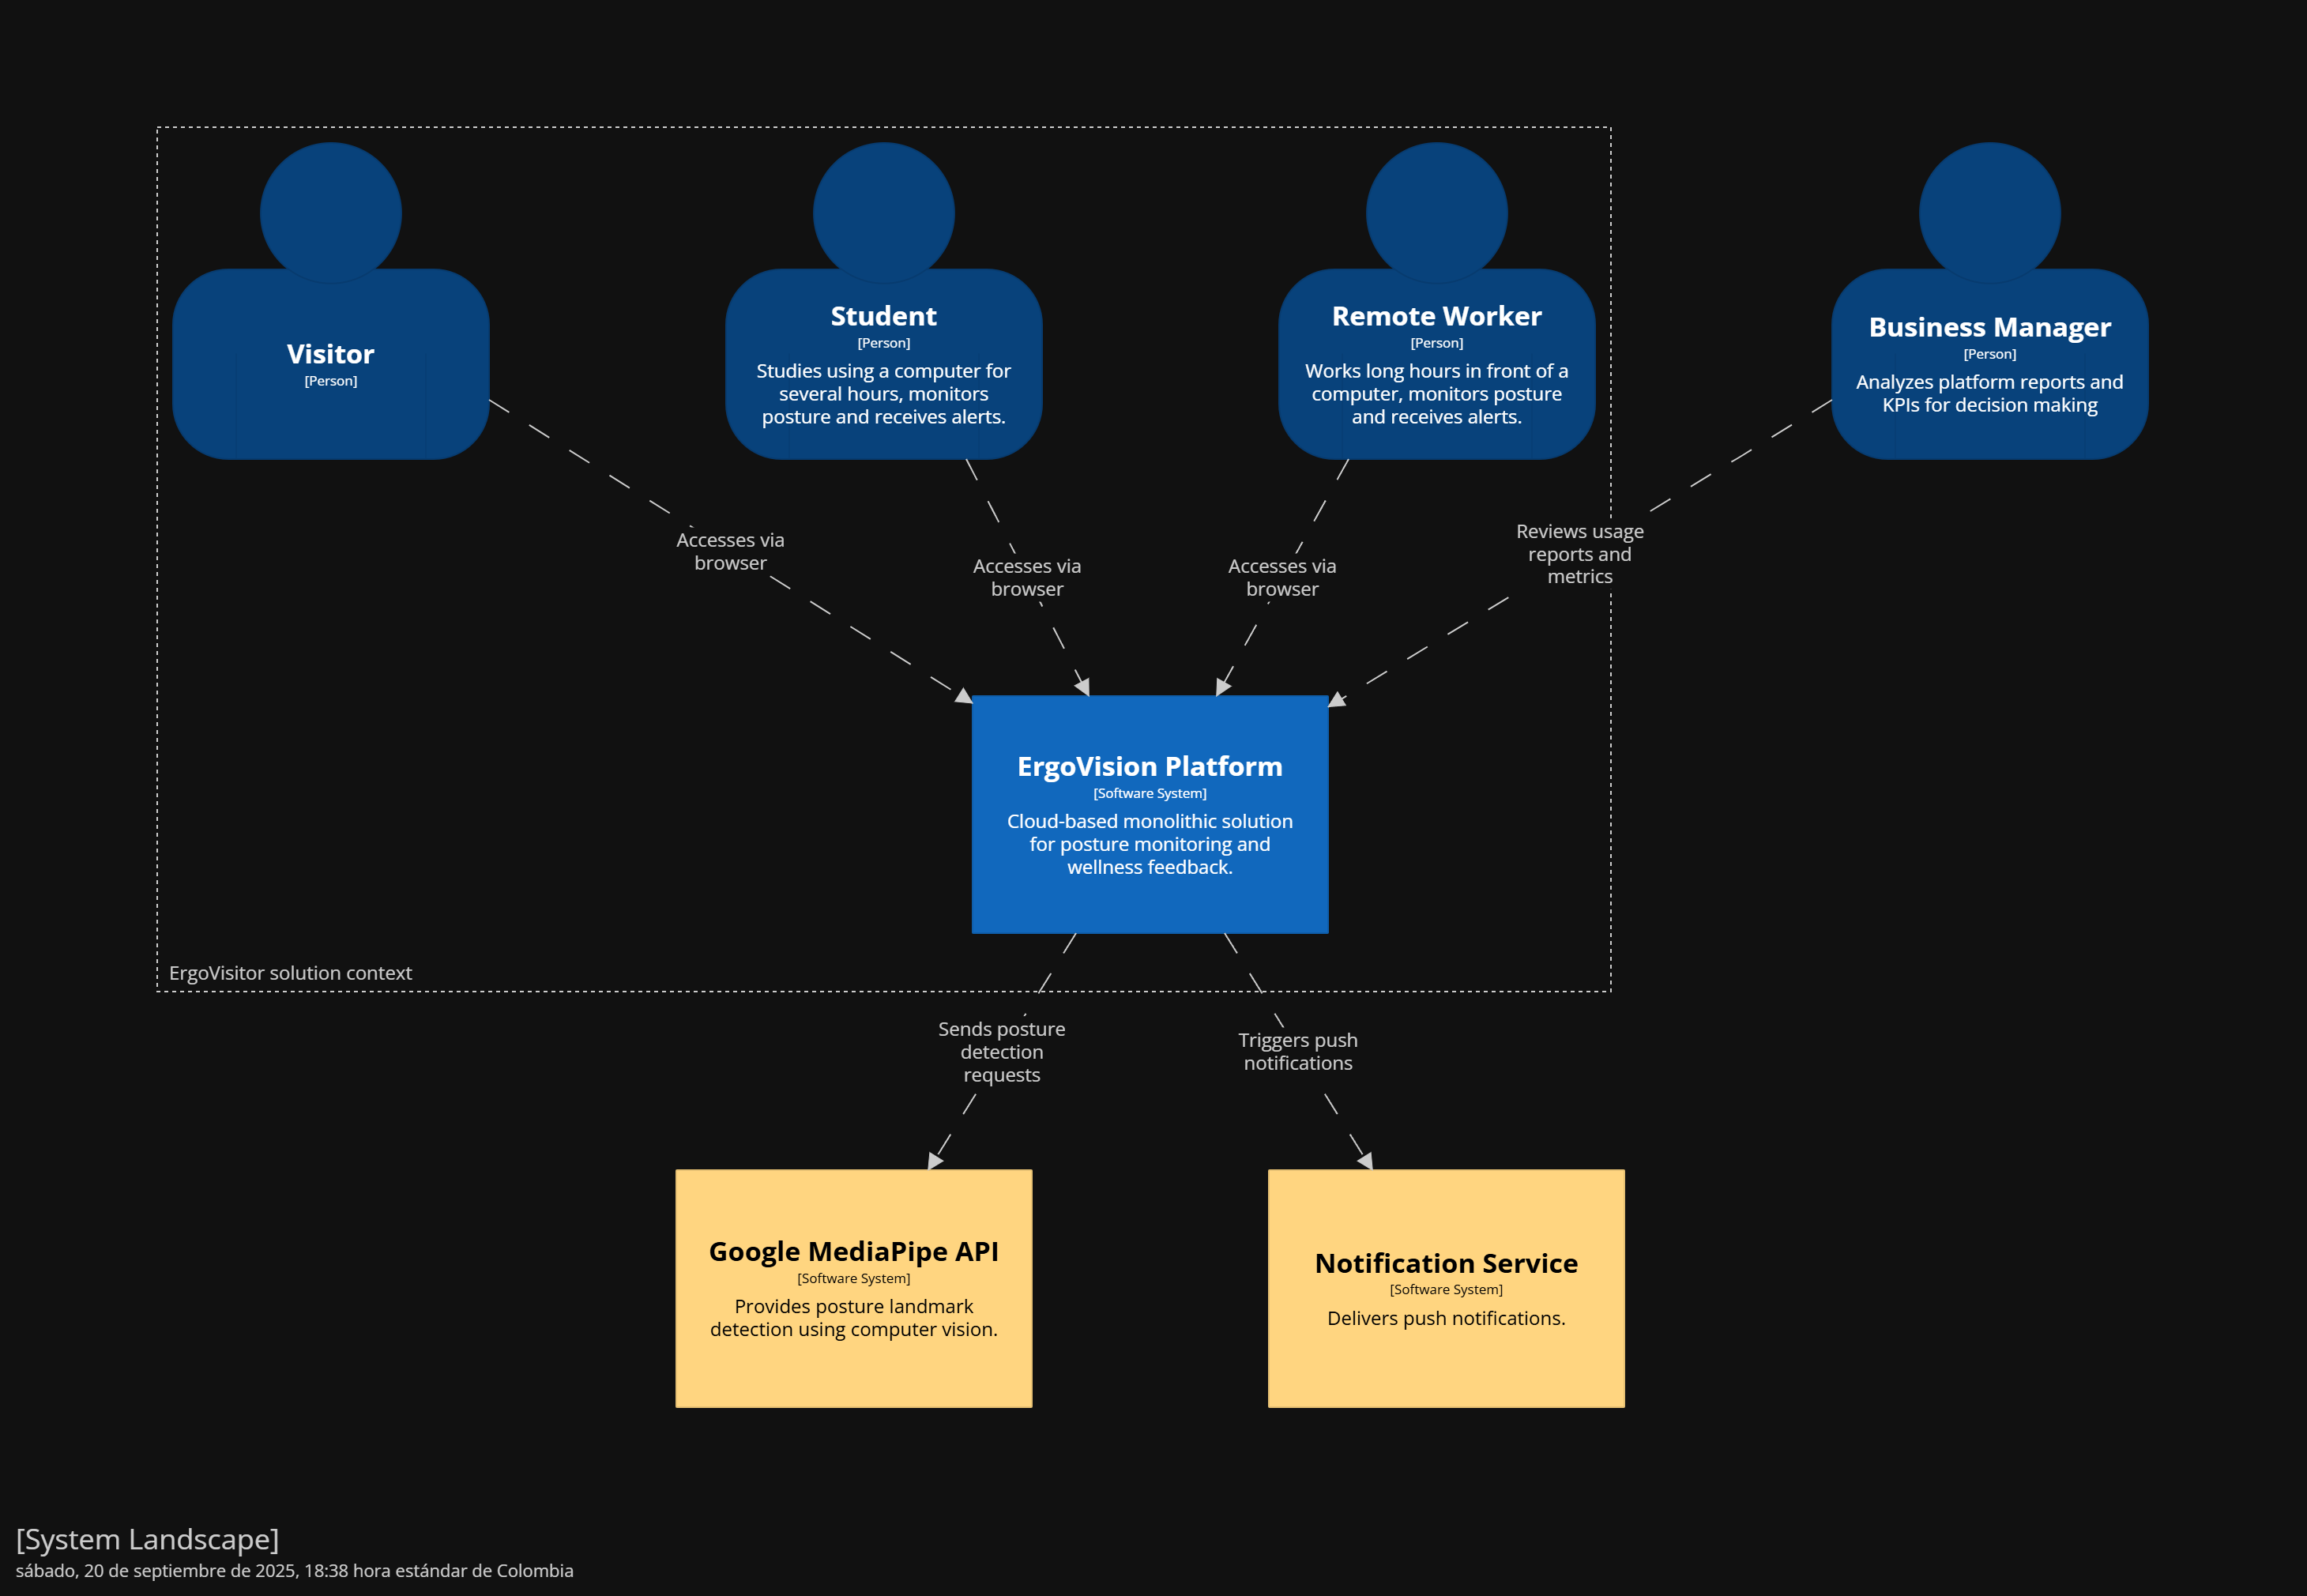 Visitor
[Person]
Student
[Person]
Studies using a computer for
several hours, monitors
posture and receives alerts.
Remote Worker
[Person]
Works long hours in front of a
computer, monitors posture
and receives alerts.
Business Manager
[Person]
Analyzes platform reports and
KPIs for decision making
Accesses via
browser
Accesses via
browser
Accesses via
browser
Reviews usage
reports and
metrics
ErgoVision Platform
[Software System]
Cloud-based monolithic solution
for posture monitoring and
wellness feedback.
ErgoVisitor solution context
Sends posture
detection
requests
Triggers push
notifications
Google MediaPipe API
[Software System]
Provides posture landmark
detection using computer vision.
Notification Service
[Software System]
Delivers push notifications.
[System Landscape]
sábado, 20 de septiembre de 2025, 18:38 hora estándar de Colombia